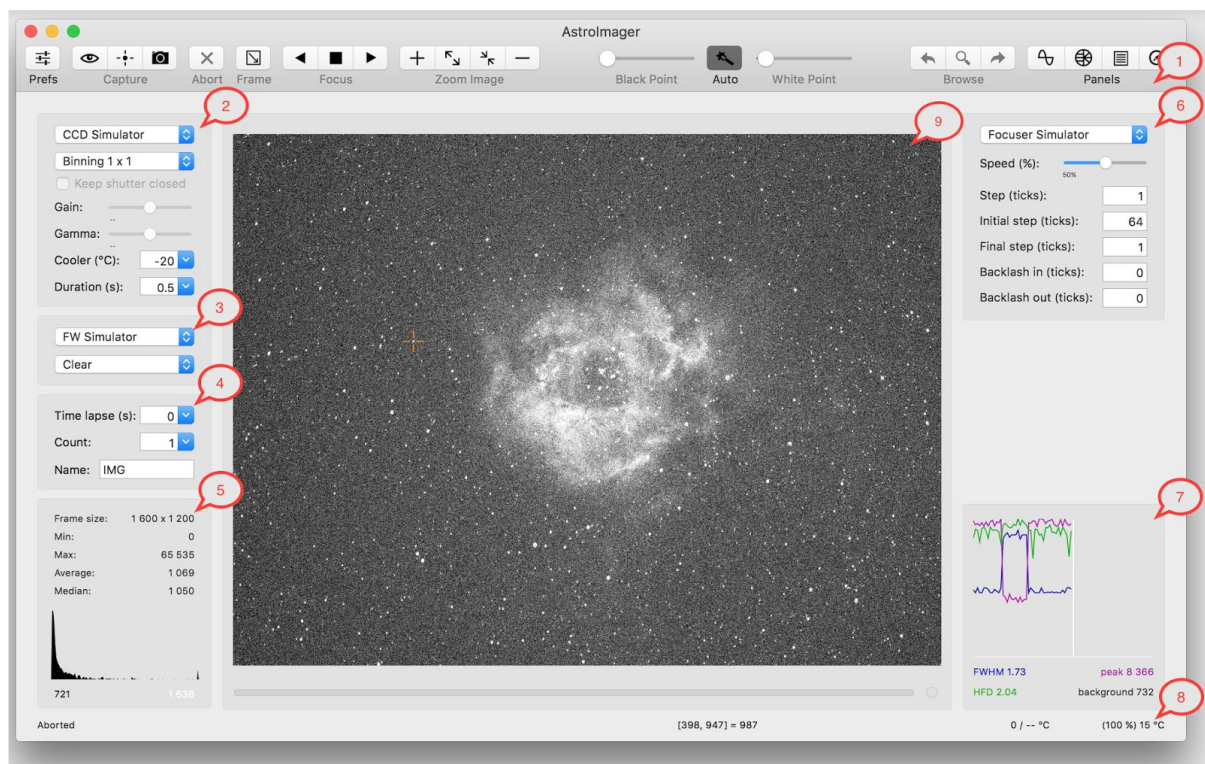 AstroImager
Prefs Capture Abort Frame Focus Zoom Image Black Point Auto White Point Browse Panels
1
2
CCD Simulator
Binning 1 x 1
Keep shutter closed
Gain:
--
Gamma:
--
Cooler (°C): -20
Duration (s): 0.5
3
FW Simulator
Clear
4
Time lapse (s): 0
Count: 1
Name: IMG
5
Frame size: 1 600 x 1 200
Min: 0
Max: 65 535
Average: 1 069
Median: 1 050
721 1 638
9
6
Focuser Simulator
Speed (%):
50%
Step (ticks): 1
Initial step (ticks): 64
Final step (ticks): 1
Backlash in (ticks): 0
Backlash out (ticks): 0
7
FWHM 1.73 peak 8 366
HFD 2.04 background 732
8
Aborted [398, 947] = 987 0 / -- °C (100 %) 15 °C